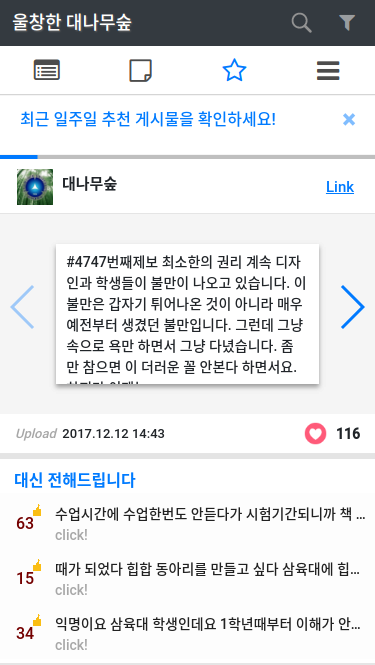 울창한 대나무숲
최근 일주일 추천 게시물을 확인하세요!
대나무숲
Link
#4747번째제보 최소한의 권리 계속 디자
인과 학생들이 불만이 나오고 있습니다. 이
불만은 갑자기 튀어나온 것이 아니라 매우
예전부터 생겼던 불만입니다. 그런데 그냥
속으로 욕만 하면서 그냥 다녔습니다. 좀
만 참으면 이 더러운 꼴 안본다 하면서요.
Upload 2017.12.12 14:43
116
대신 전해드립니다
63 수업시간에 수업한번도 안듣다가 시험기간되니까 책 ...
click!
15 때가 되었다 힙합 동아리를 만들고 싶다 삼육대에 힙...
click!
34 익명이요 삼육대 학생인데요 1학년때부터 이해가 안...
click!